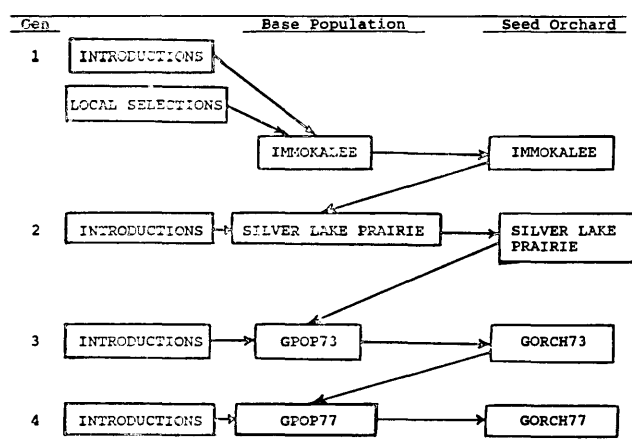 Gen Base Population Seed Orchard
1 INTRODUCTIONS
LOCAL SELECTIONS
IMMOKALEE IMMOKALEE
2 INTRODUCTIONS SILVER LAKE PRAIRIE SILVER LAKE
PRAIRIE
3 INTRODUCTIONS GPOP73 GORCH73
4 INTRODUCTIONS GPOP77 GORCH77